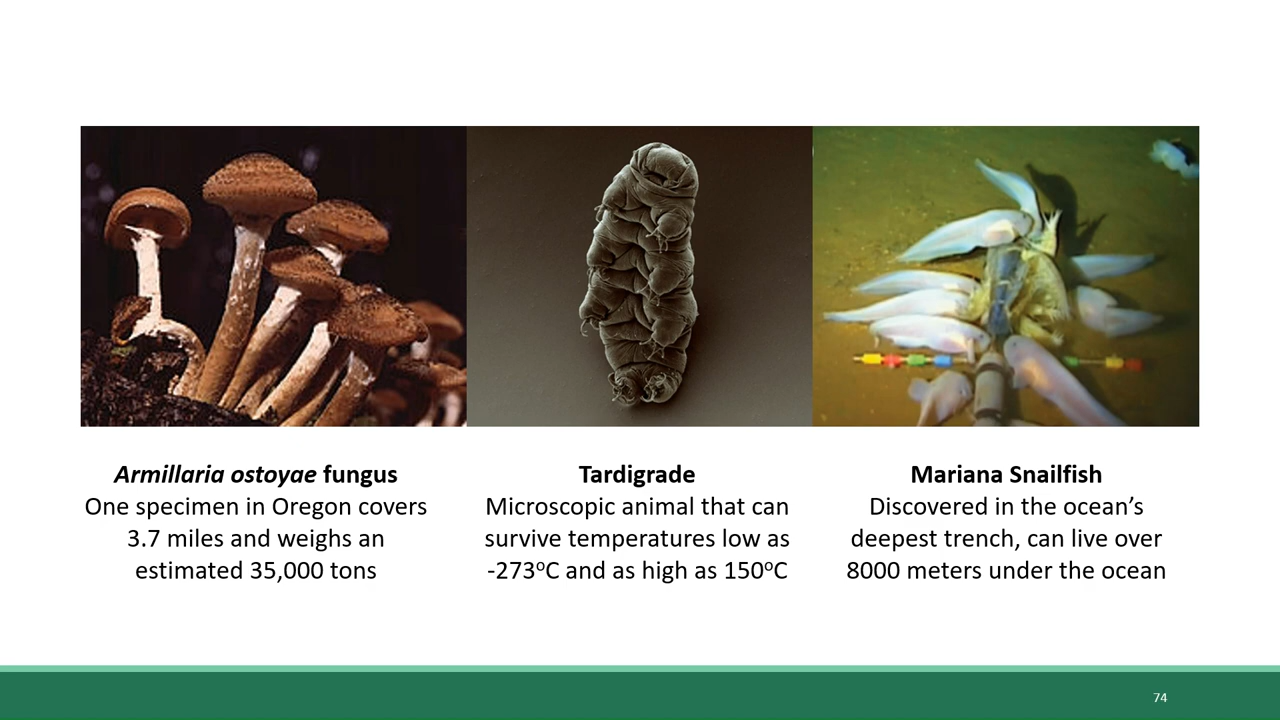 Armillaria ostoyae fungus
One specimen in Oregon covers
3.7 miles and weighs an
estimated 35,000 tons
Tardigrade
Microscopic animal that can
survive temperatures low as
-273ºC and as high as 150ºC
Mariana Snailfish
Discovered in the ocean’s
deepest trench, can live over
8000 meters under the ocean
74